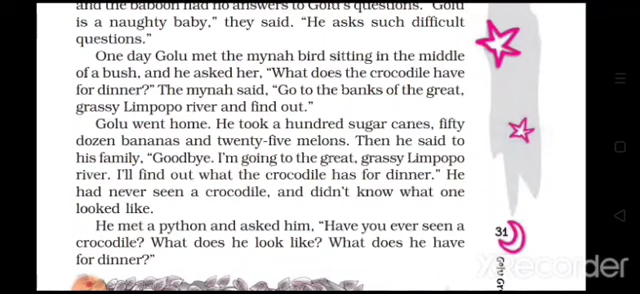 and the baboon had no answers to Golu's questions. "Golu
is a naughty baby," they said. "He asks such difficult
questions."
One day Golu met the mynah bird sitting in the middle
of a bush, and he asked her, "What does the crocodile have
for dinner?" The mynah said, "Go to the banks of the great,
grassy Limpopo river and find out."
Golu went home. He took a hundred sugar canes, fifty
dozen bananas and twenty-five melons. Then he said to
his family, "Goodbye. I'm going to the great, grassy Limpopo
river. I'll find out what the crocodile has for dinner." He
had never seen a crocodile, and didn't know what one
looked like.
He met a python and asked him, "Have you ever seen a
crocodile? What does he look like? What does he have
for dinner?"
31
Golu Gr
XRecorder